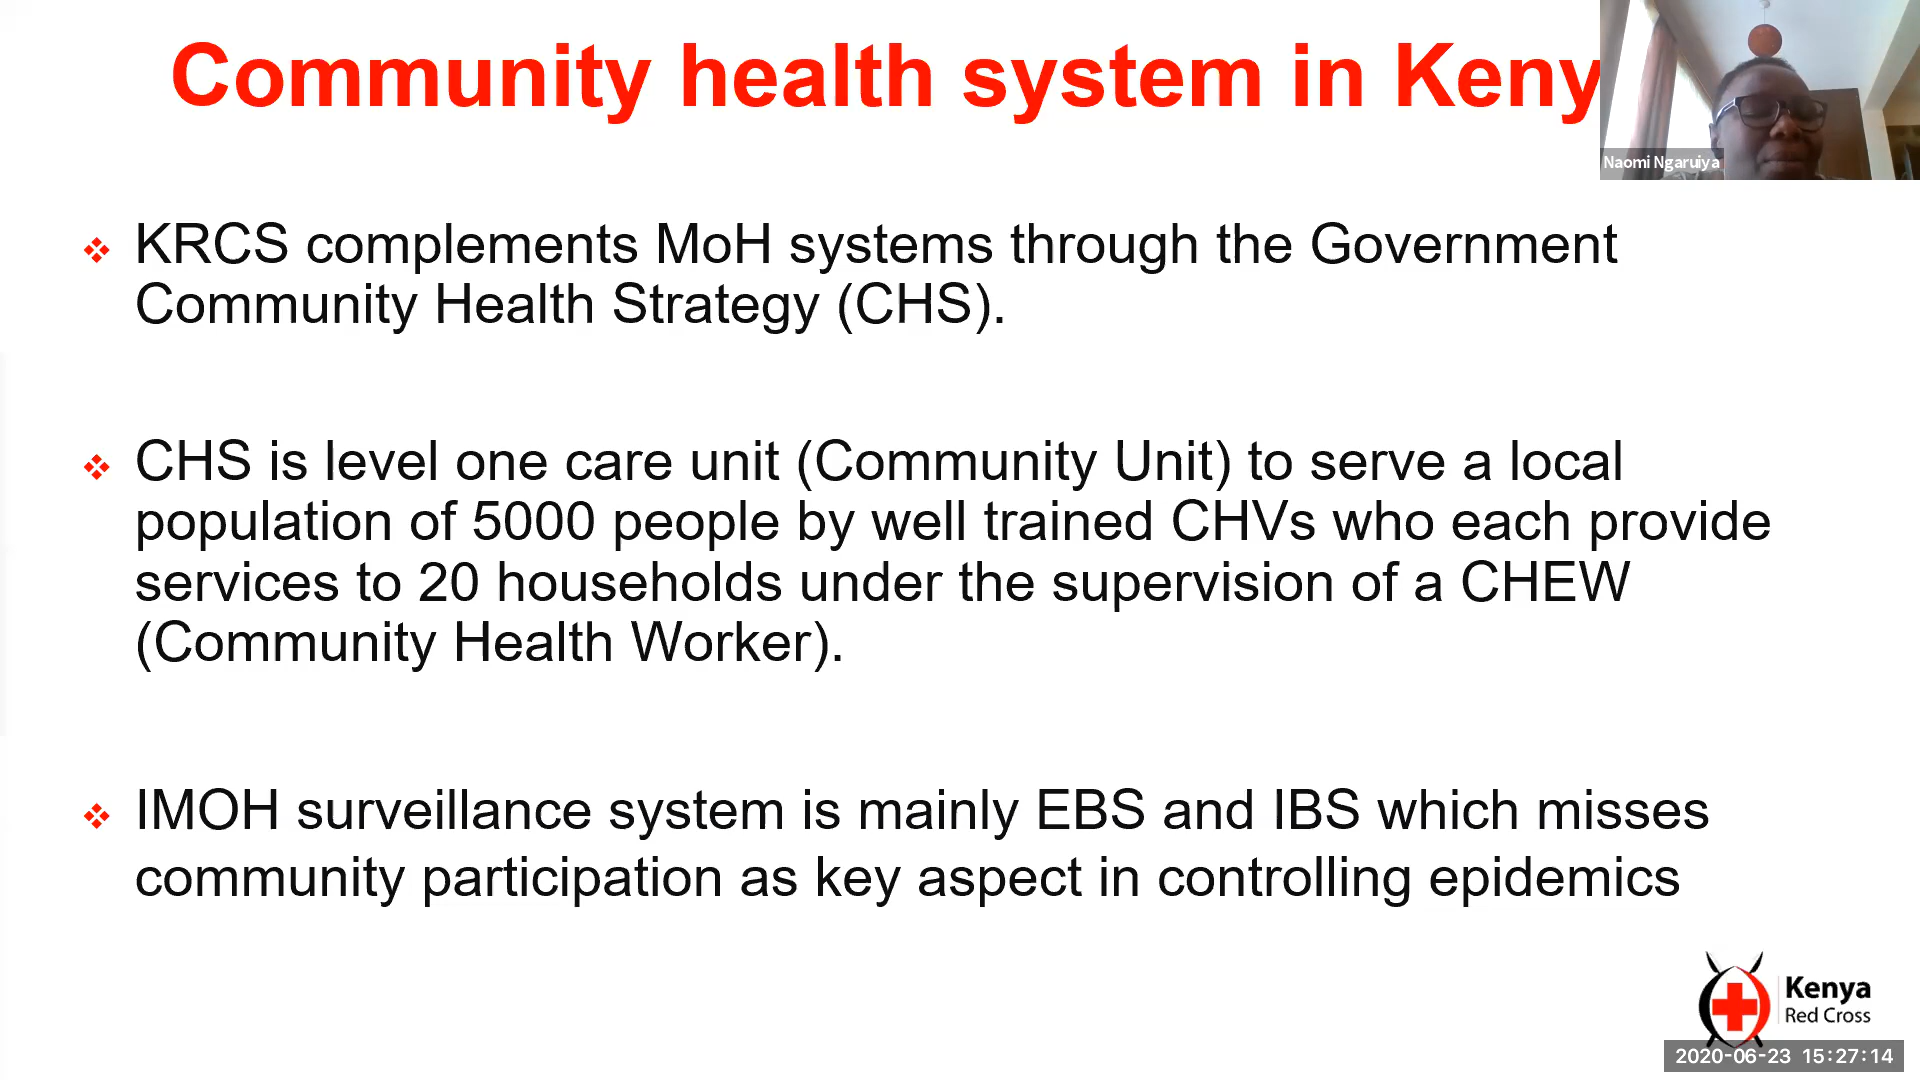 Community health system in Keny
Naomi Ngaruiya
KRCS complements MoH systems through the Government
Community Health Strategy (CHS).
CHS is level one care unit (Community Unit) to serve a local
population of 5000 people by well trained CHVs who each provide
services to 20 households under the supervision of a CHEW
(Community Health Worker).
IMOH surveillance system is mainly EBS and IBS which misses
community participation as key aspect in controlling epidemics
Kenya
Red Cross
2020-06-23 15:27:14